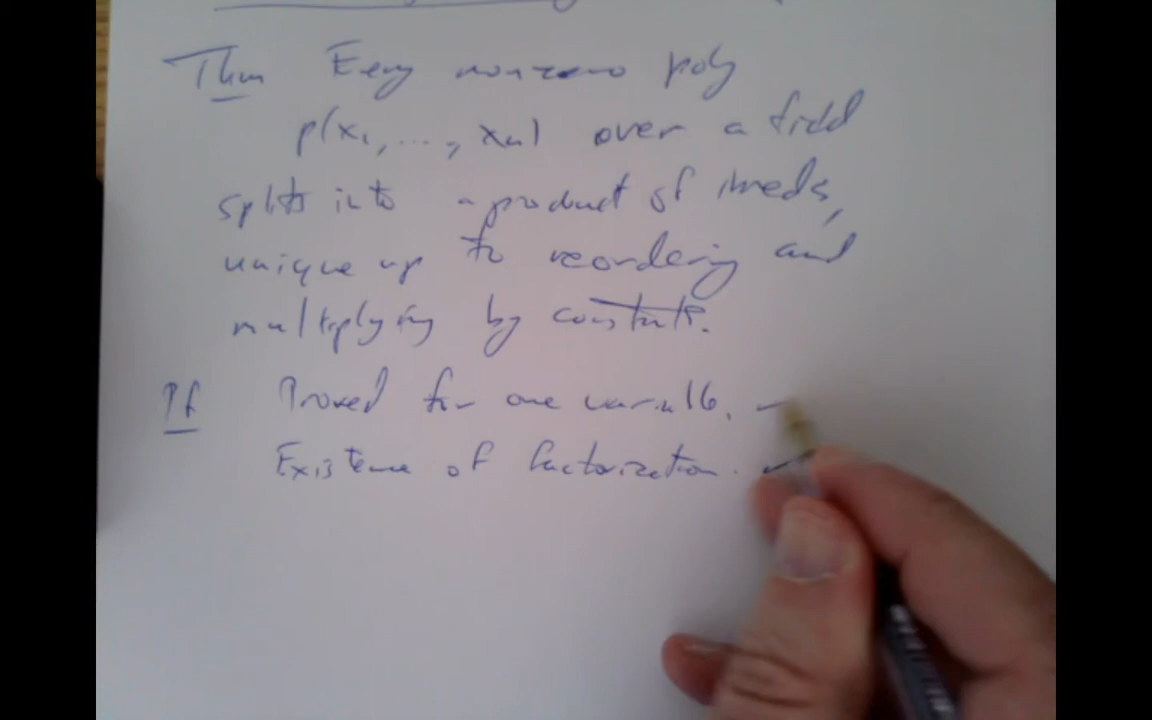 Thm Every nonzero poly
p(x₁, ..., xₙ) over a field
splits into a product of irreds,
unique up to reordering and
multiplying by constants.
Pf Proved for one variable. ✓
Existence of factorization. ✓